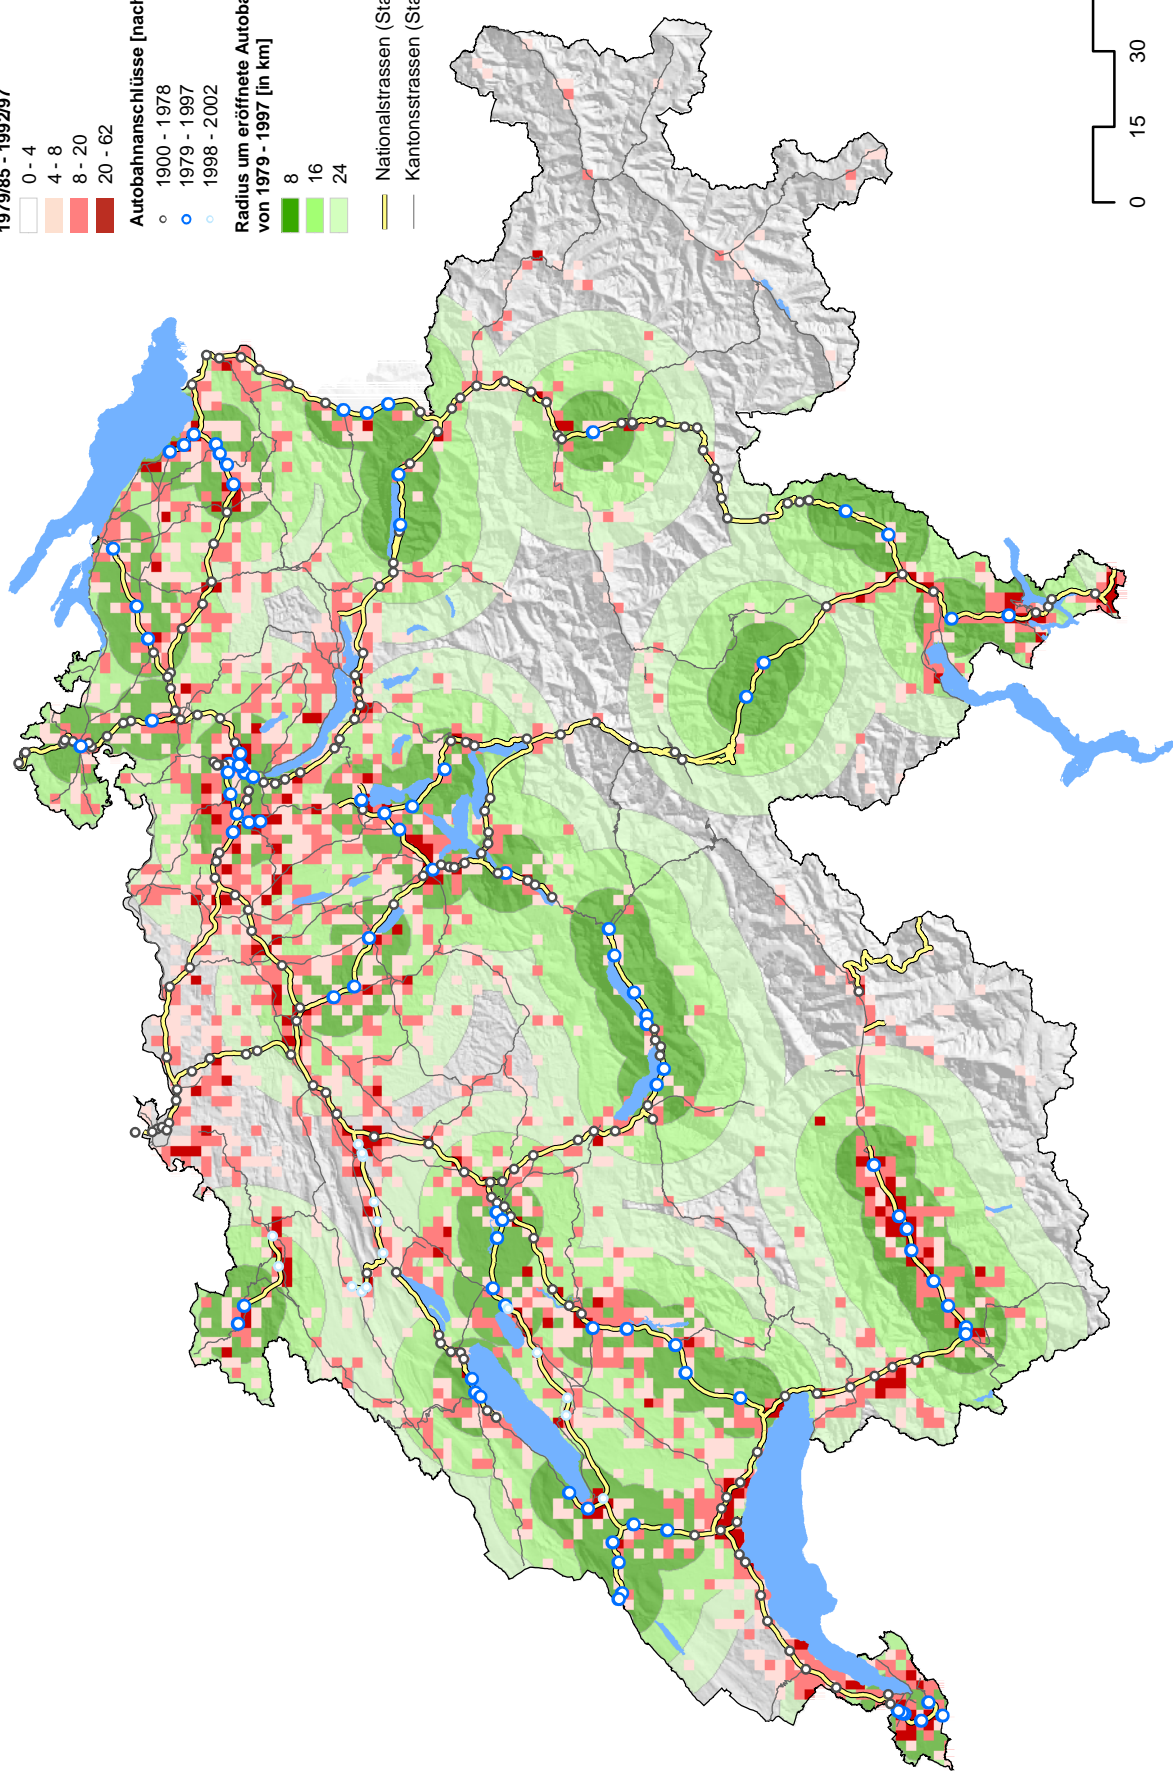 1979/85 - 1992/97
0 - 4
4 - 8
8 - 20
20 - 62
Autobahnanschlüsse [nach
1900 - 1978
1979 - 1997
1998 - 2002
Radius um eröffnete Autoba
von 1979 - 1997 [in km]
8
16
24
Nationalstrassen (Sta
Kantonsstrassen (Sta
0 15 30